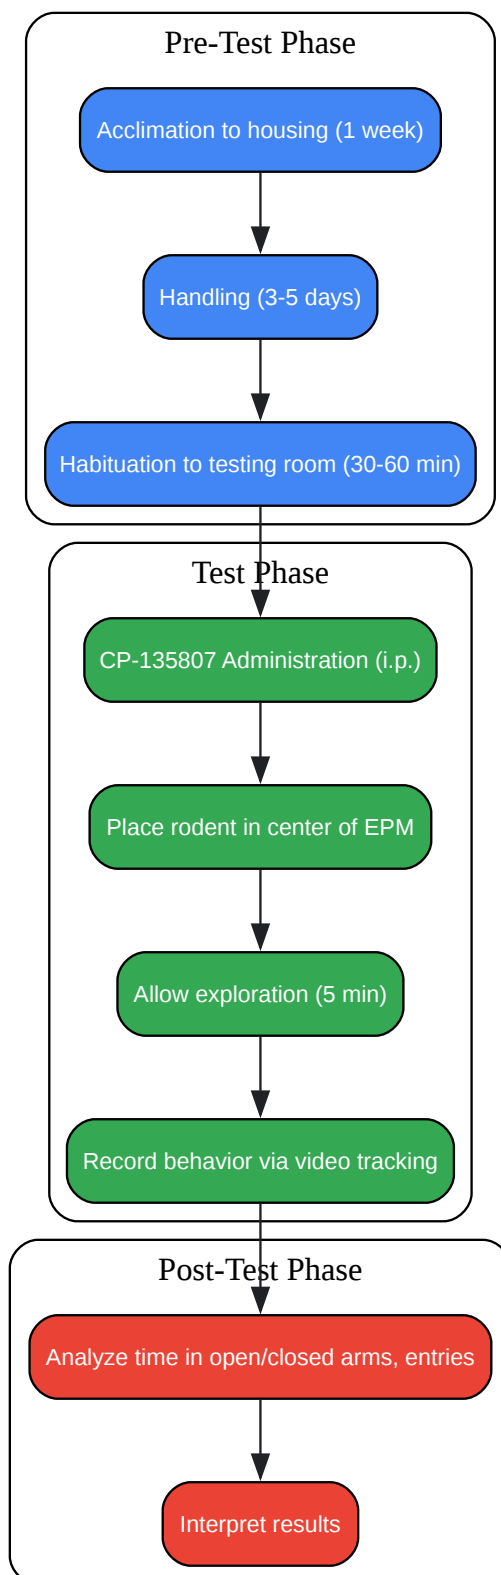 Pre-Test Phase
Acclimation to housing (1 week)
Handling (3-5 days)
Habituation to testing room (30-60 min)
Test Phase
CP-135807 Administration (i.p.)
Place rodent in center of EPM
Allow exploration (5 min)
Record behavior via video tracking
Post-Test Phase
Analyze time in open/closed arms, entries
Interpret results